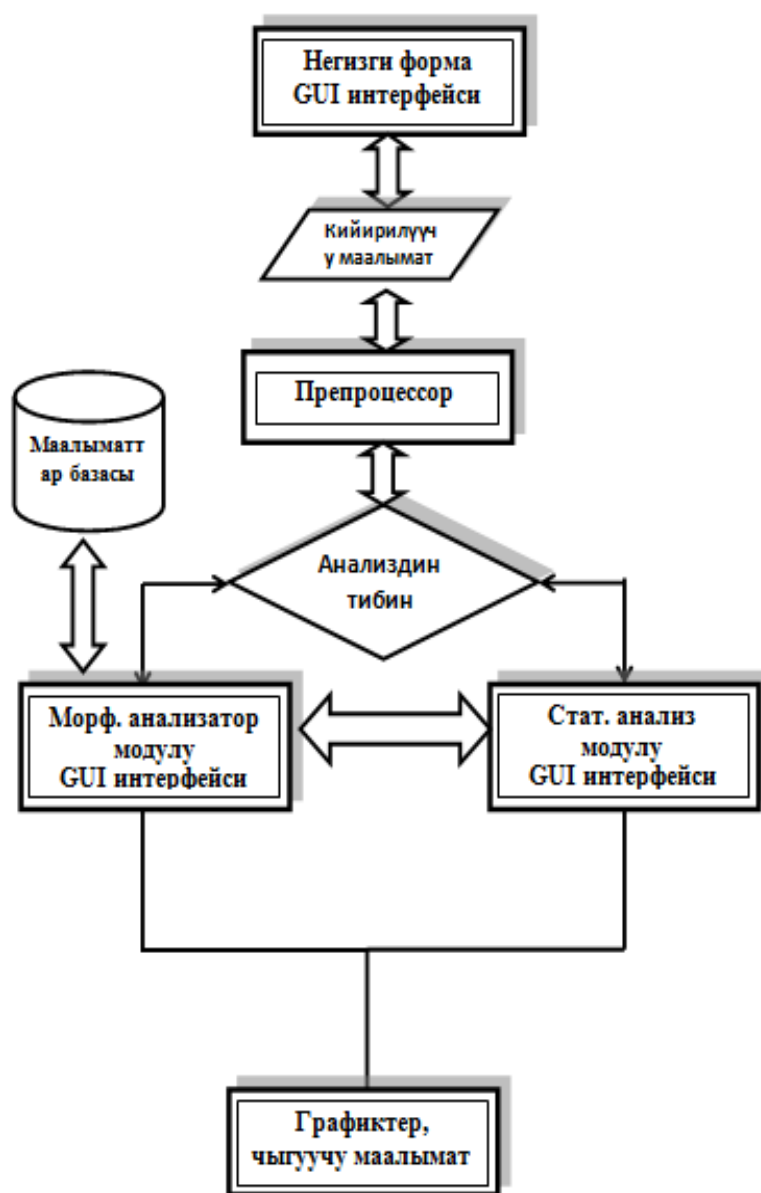 Негизги форма
GUI интерфейси
Кийирилүүч
у маалымат
Препроцессор
Маалыматт
ар базасы
Анализдин
тибин
Морф. анализатор
модулу
GUI интерфейси
Стат. анализ
модулу
GUI интерфейси
Графиктер,
чыгуучу маалымат